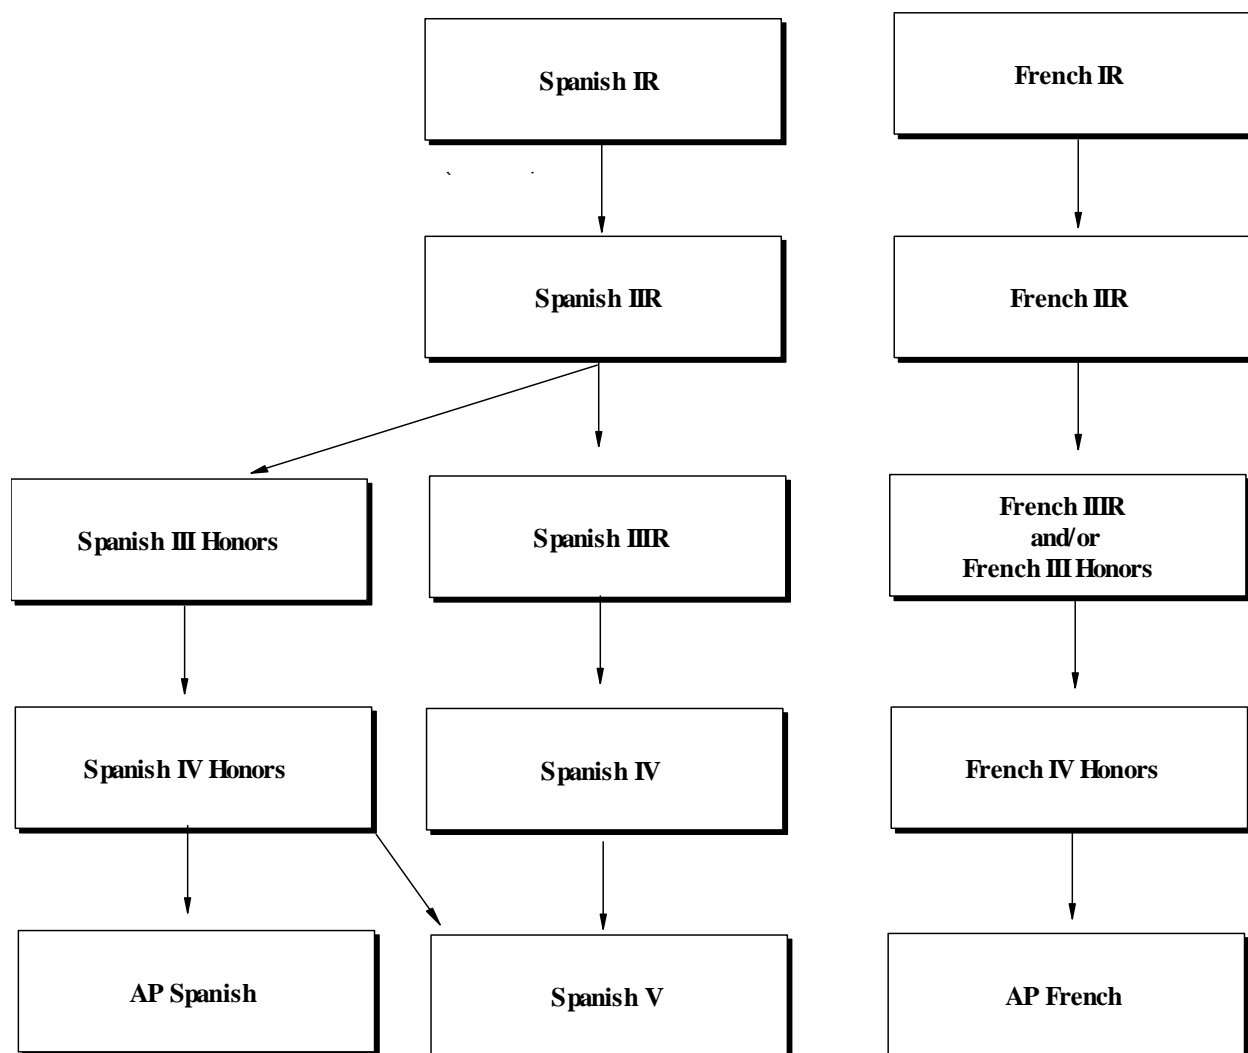 Spanish IR
French IR
Spanish IIR
French IIR
Spanish III Honors
Spanish IIIR
French IIIR
and/or
French III Honors
Spanish IV Honors
Spanish IV
French IV Honors
AP Spanish
Spanish V
AP French